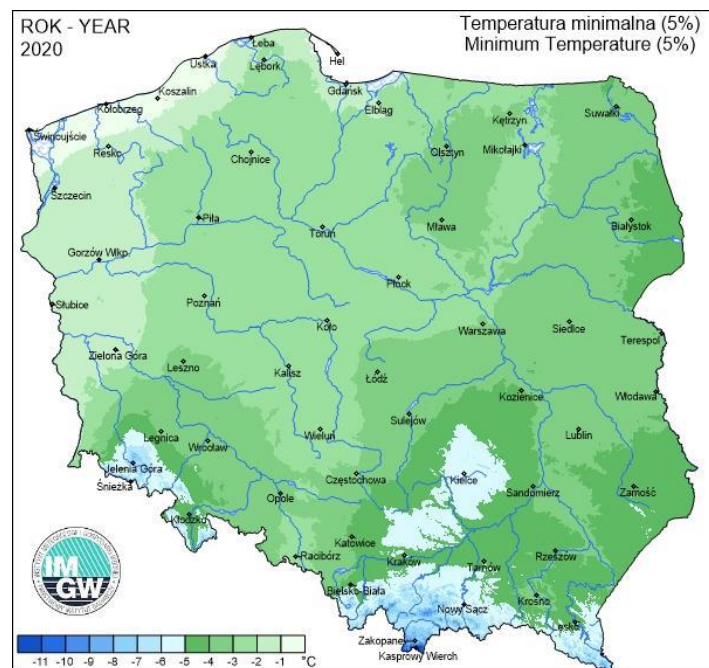 ROK - YEAR
2020
Temperatura minimalna (5%)
Minimum Temperature (5%)
Łeba
Ustka
Lębork
Hel
Koszalin
Gdańsk
Kołobrzeg
Elbląg
Kętrzyn
Suwałki
Świnoujście
Resko
Chojnice
Olsztyn
Mikołajki
Szczecin
Piła
Toruń
Mława
Białystok
Gorzów Wlkp.
Płock
Słubice
Poznań
Koło
Warszawa
Siedlce
Terespol
Zielona Góra
Leszno
Kalisz
Łódź
Kozienice
Włodawa
Sulejów
Legnica
Wrocław
Wieluń
Lublin
Jelenia Góra
Śnieżka
Opole
Częstochowa
Kielce
Sandomierz
Zamość
Kłodzko
Racibórz
Katowice
Kraków
Tarnów
Rzeszów
Bielsko-Biała
Nowy Sącz
Krosno
Lesko
Zakopane
Kasprowy Wierch
IM
GW
-11 -10 -9 -8 -7 -6 -5 -4 -3 -2 -1 °C